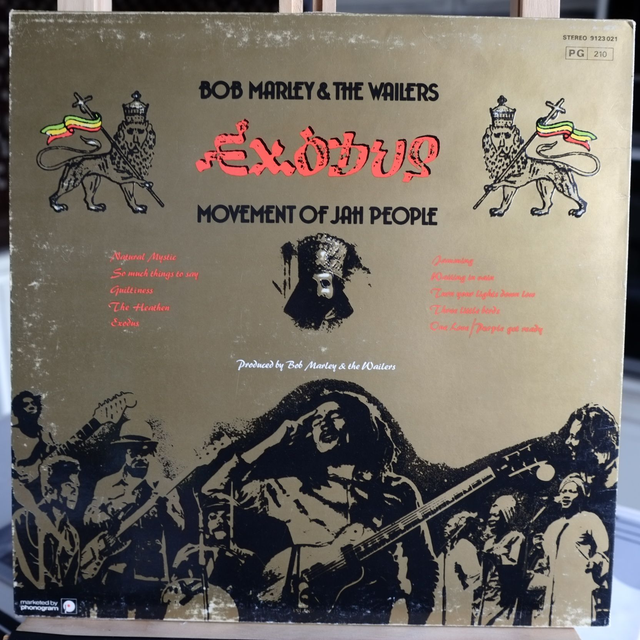 STEREO 9123 021
PG 210
BOB MARLEY & THE WAILERS
Exodus
MOVEMENT OF JAH PEOPLE
Natural Mystic
So much things to say
Guiltiness
The Heathen
Exodus
Jamming
Waiting in vain
Turn your lights down low
Three little birds
One Love/People get ready
Produced by Bob Marley & the Wailers
marketed by
phonogram